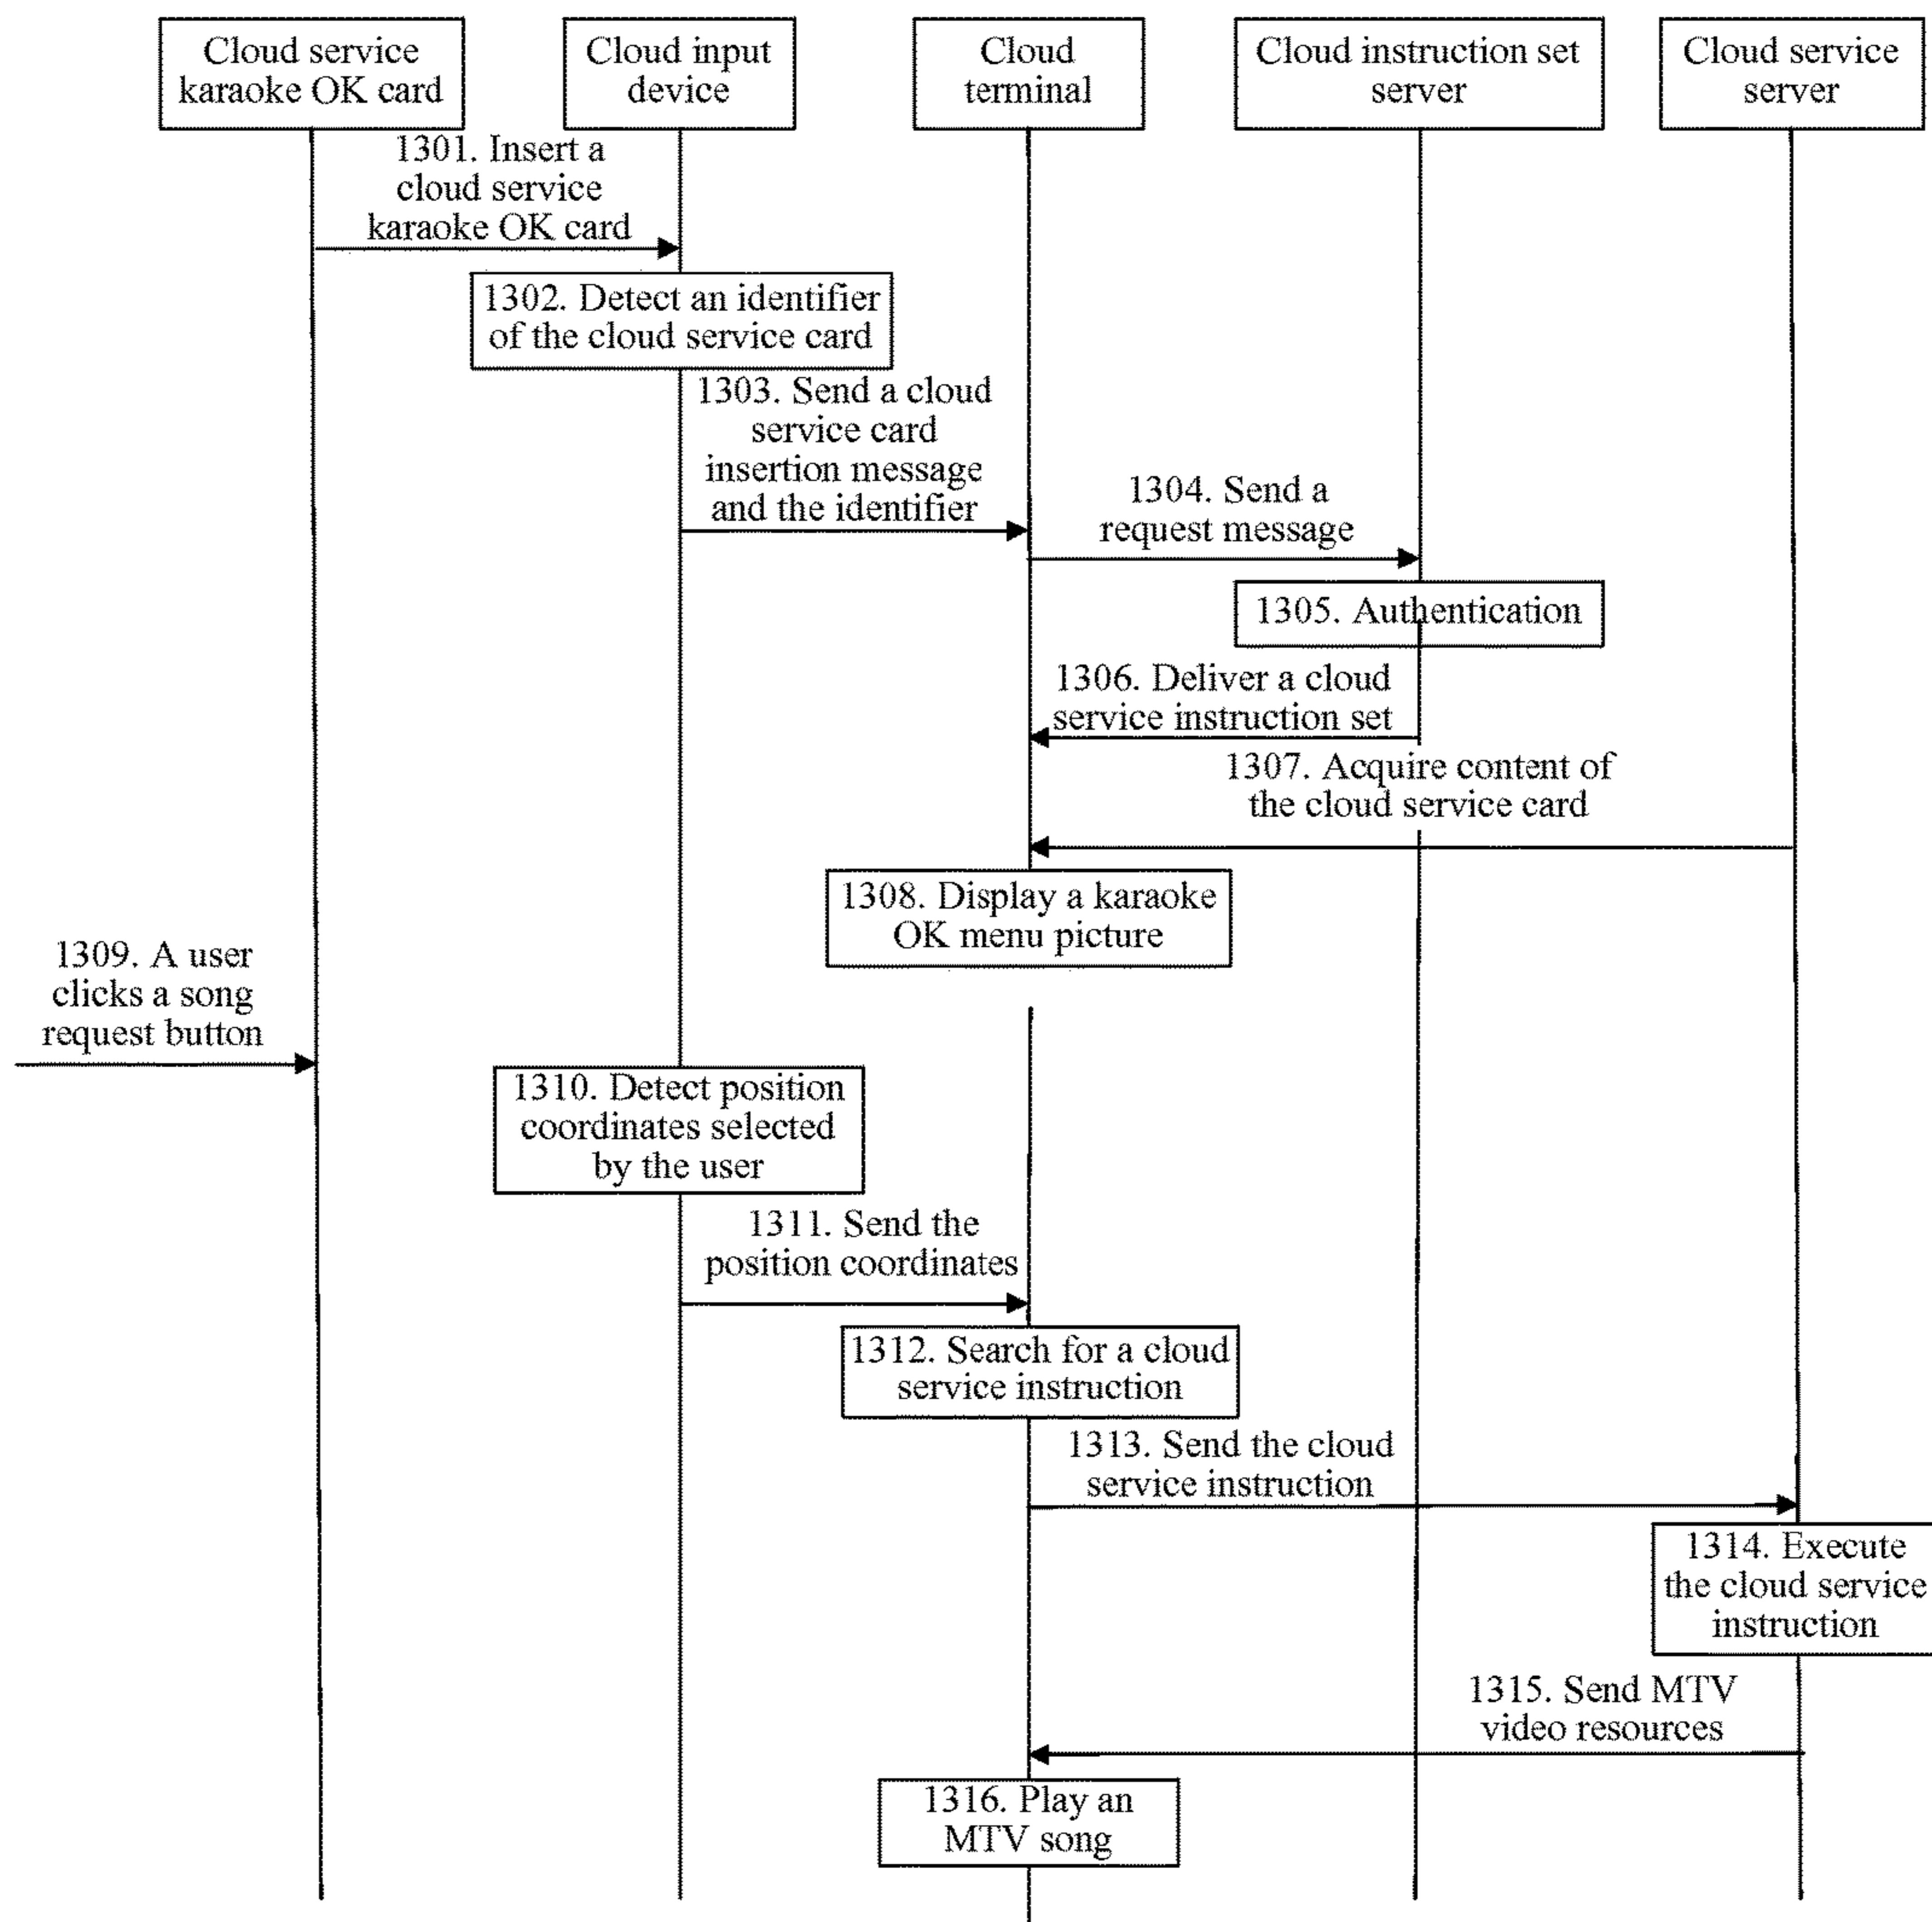 Cloud service
karaoke OK card
Cloud input
device
Cloud
terminal
Cloud instruction set
server
Cloud service
server
1301. Insert a
cloud service
karaoke OK card
1302. Detect an identifier
of the cloud service card
1303. Send a cloud
service card
insertion message
and the identifier
1304. Send a
request message
1305. Authentication
1306. Deliver a cloud
service instruction set
1307. Acquire content of
the cloud service card
1308. Display a karaoke
OK menu picture
1309. A user
clicks a song
request button
1310. Detect position
coordinates selected
by the user
1311. Send the
position coordinates
1312. Search for a cloud
service instruction
1313. Send the cloud
service instruction
1314. Execute
the cloud service
instruction
1315. Send MTV
video resources
1316. Play an
MTV song